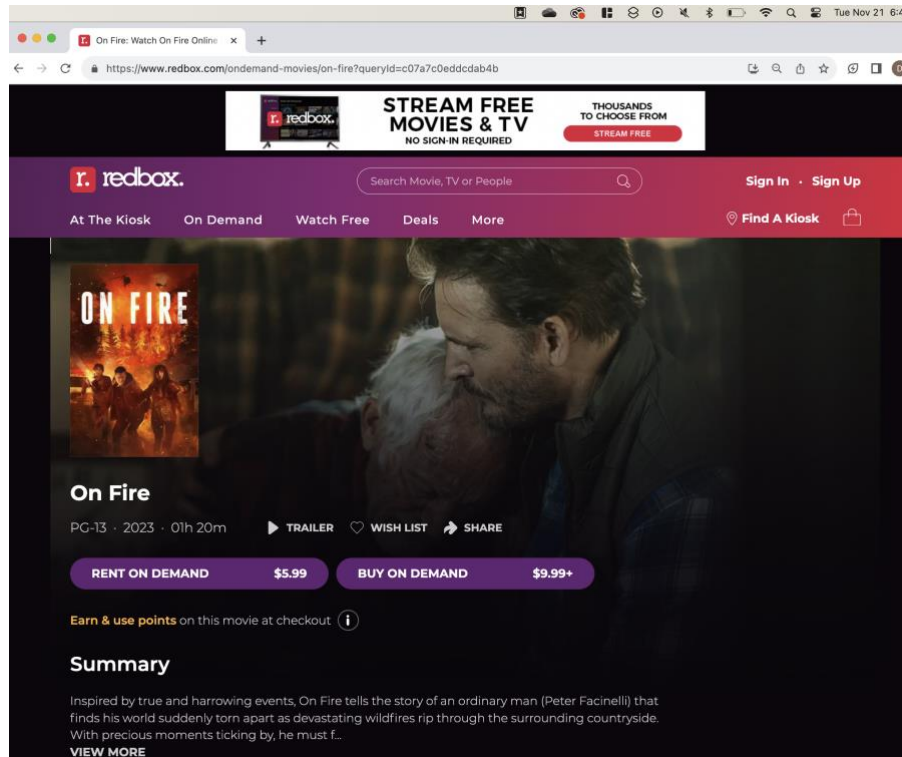 Tue Nov 21 6:4
On Fire: Watch On Fire Online
https://www.redbox.com/ondemand-movies/on-fire?queryId=c07a7c0eddcdab4b
r. redbox.
STREAM FREE
MOVIES & TV
NO SIGN-IN REQUIRED
THOUSANDS
TO CHOOSE FROM
STREAM FREE
r. redbox.
Search Movie, TV or People
Sign In · Sign Up
At The Kiosk On Demand Watch Free Deals More
Find A Kiosk
ON FIRE
On Fire
PG-13 · 2023 · 01h 20m TRAILER WISH LIST SHARE
RENT ON DEMAND $5.99 BUY ON DEMAND $9.99+
Earn & use points on this movie at checkout i
Summary
Inspired by true and harrowing events, On Fire tells the story of an ordinary man (Peter Facinelli) that
finds his world suddenly torn apart as devastating wildfires rip through the surrounding countryside.
With precious moments ticking by, he must f...
VIEW MORE